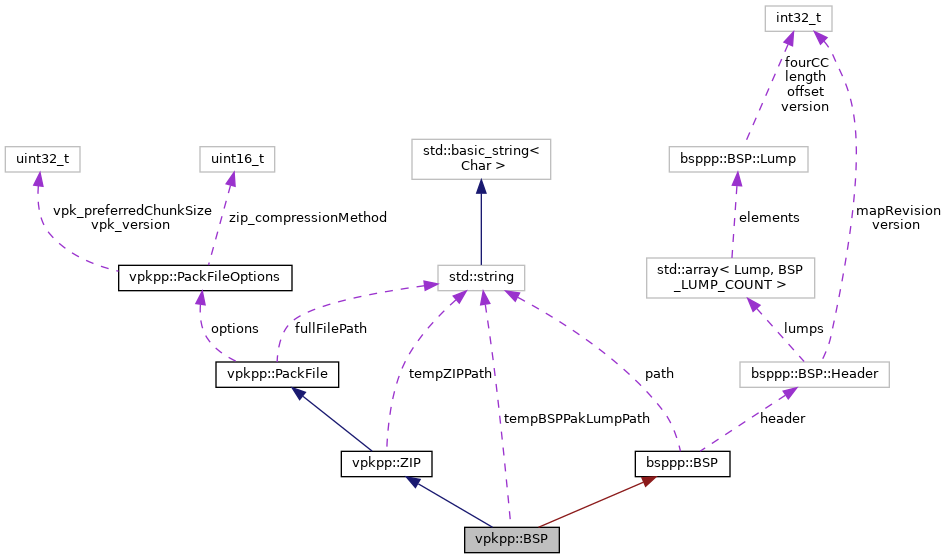 int32_t
fourCC
length
offset
version
uint32_t
uint16_t
std::basic_string<
Char >
bsppp::BSP::Lump
vpk_preferredChunkSize
vpk_version
zip_compressionMethod
elements
mapRevision
version
vpkpp::PackFileOptions
std::string
std::array< Lump, BSP
_LUMP_COUNT >
options
fullFilePath
lumps
vpkpp::PackFile
tempZIPPath
path
bsppp::BSP::Header
tempBSPPakLumpPath
header
vpkpp::ZIP
bsppp::BSP
vpkpp::BSP